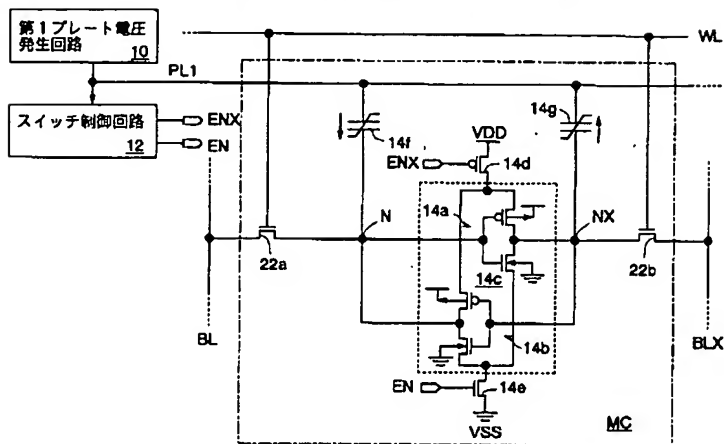 第1プレート電圧
発生回路
10
WL
PL1
スイッチ制御回路
12
ENX
EN
14f
VDD
14g
ENX
14d
N
14a
NX
22a
14c
22b
BL
14b
BLX
EN
14e
VSS
MC